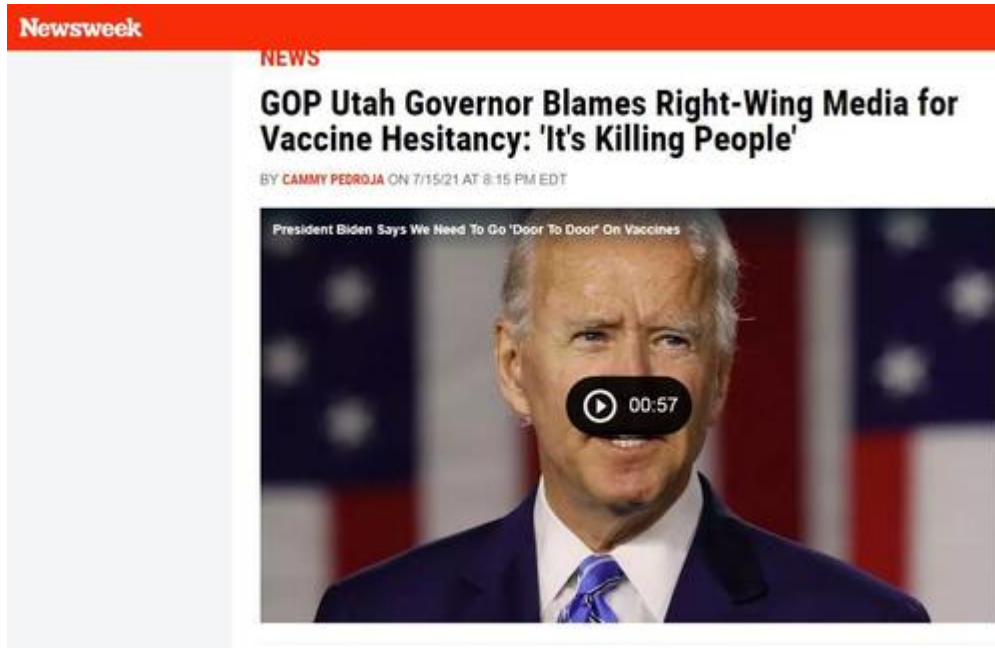 Newsweek
NEWS
GOP Utah Governor Blames Right-Wing Media for
Vaccine Hesitancy: 'It's Killing People'
BY CAMMY PEDROJA ON 7/15/21 AT 8:15 PM EDT
President Biden Says We Need To Go 'Door To Door' On Vaccines
00:57